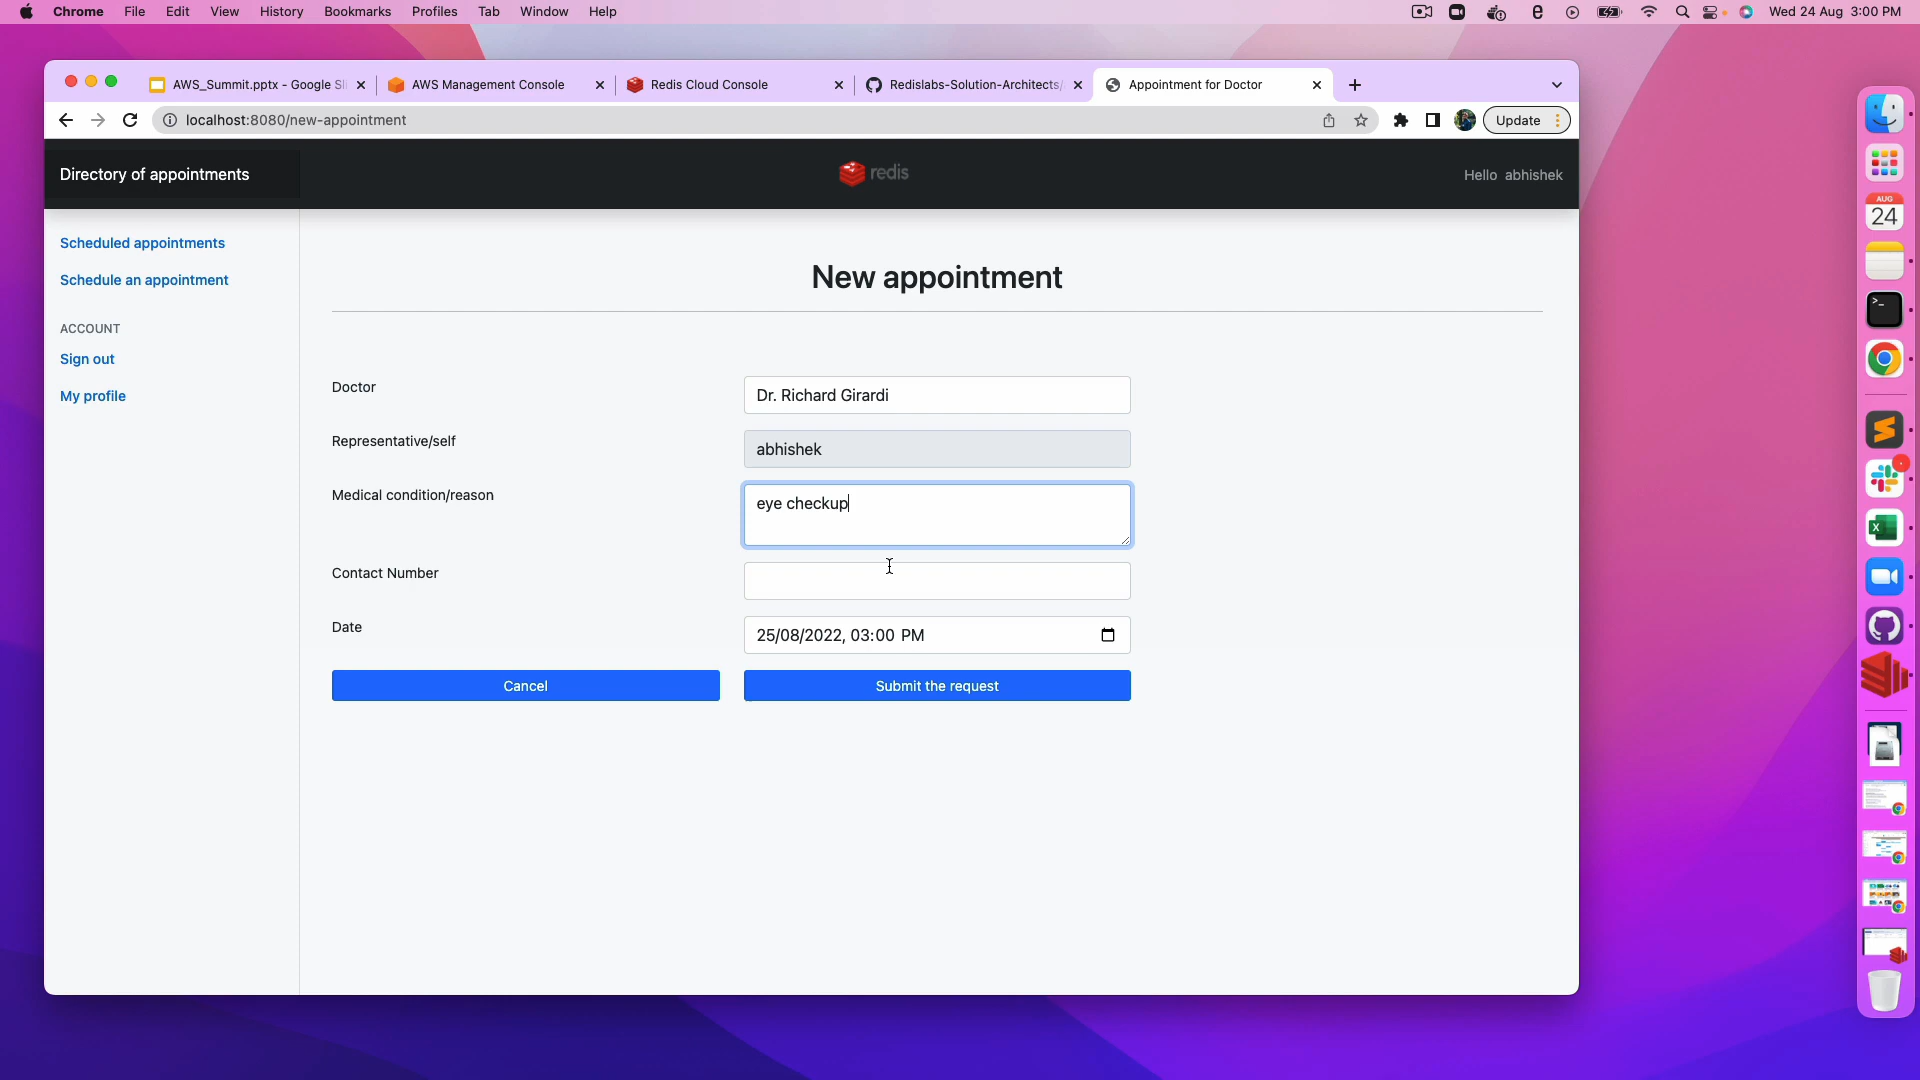 Chrome File Edit View History Bookmarks Profiles Tab Window Help Wed 24 Aug 3:00 PM
AWS_Summit.pptx - Google Sl AWS Management Console Redis Cloud Console Redislabs-Solution-Architects/ Appointment for Doctor
localhost:8080/new-appointment Update
Directory of appointments redis Hello abhishek
Scheduled appointments
Schedule an appointment
ACCOUNT
Sign out
My profile
New appointment
Doctor Dr. Richard Girardi
Representative/self abhishek
Medical condition/reason eye checkup
Contact Number
Date 25/08/2022, 03:00 PM
Cancel Submit the request
AUG
24